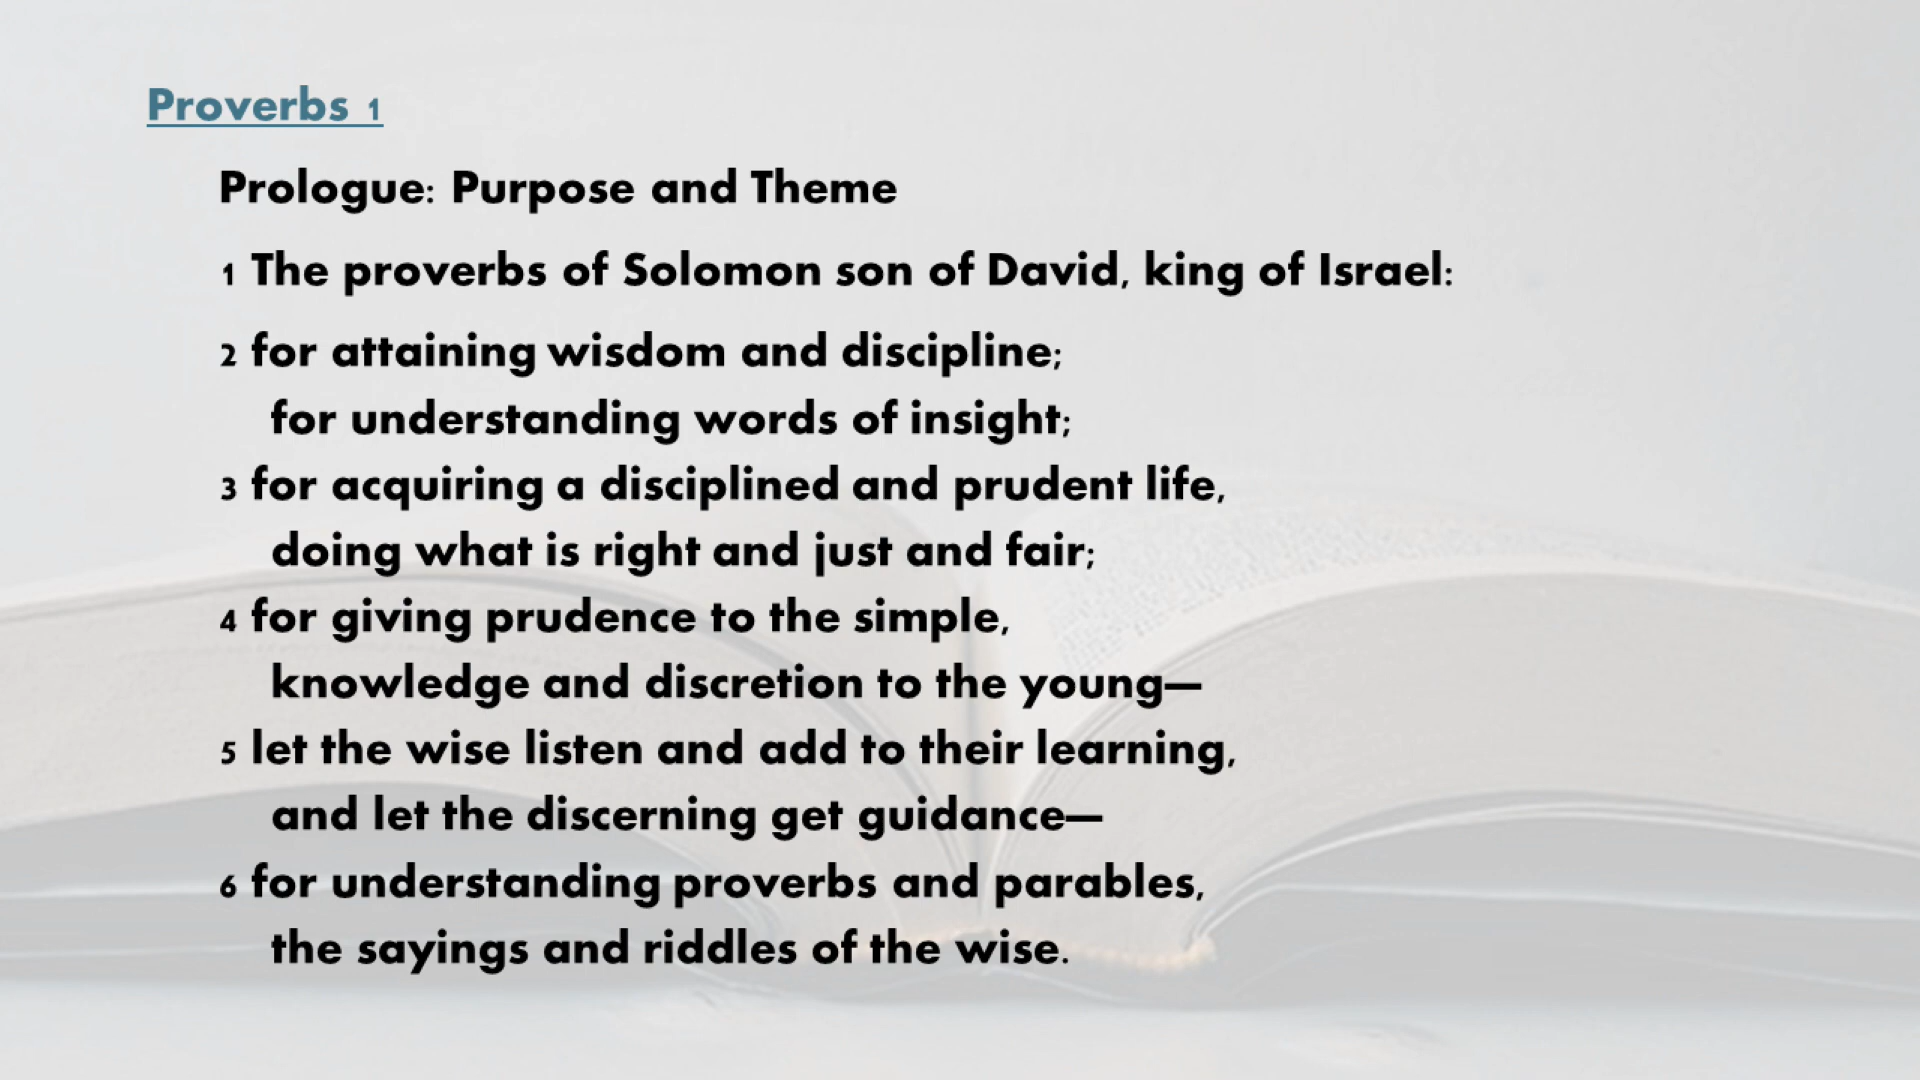 Proverbs 1
Prologue: Purpose and Theme
1 The proverbs of Solomon son of David, king of Israel:
2 for attaining wisdom and discipline;
for understanding words of insight;
3 for acquiring a disciplined and prudent life,
doing what is right and just and fair;
4 for giving prudence to the simple,
knowledge and discretion to the young—
5 let the wise listen and add to their learning,
and let the discerning get guidance—
6 for understanding proverbs and parables,
the sayings and riddles of the wise.